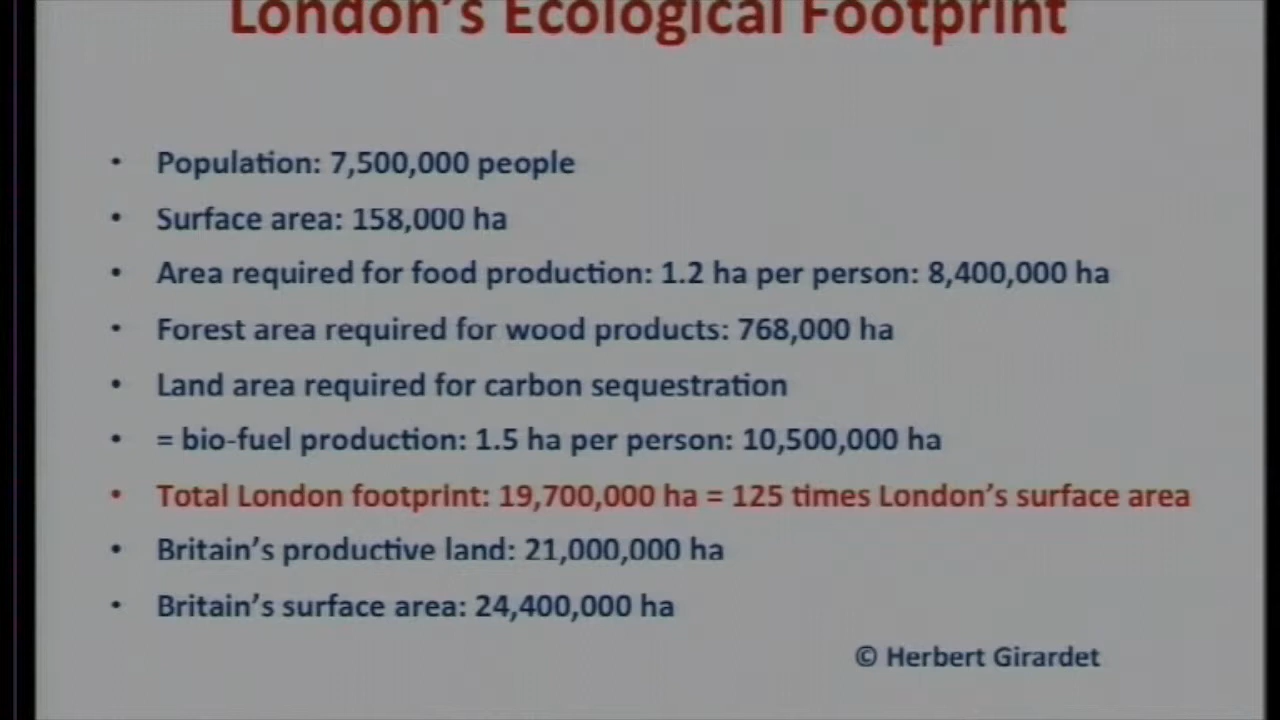 London's Ecological Footprint
• Population: 7,500,000 people
• Surface area: 158,000 ha
• Area required for food production: 1.2 ha per person: 8,400,000 ha
• Forest area required for wood products: 768,000 ha
• Land area required for carbon sequestration
• = bio-fuel production: 1.5 ha per person: 10,500,000 ha
• Total London footprint: 19,700,000 ha = 125 times London's surface area
• Britain's productive land: 21,000,000 ha
• Britain's surface area: 24,400,000 ha
© Herbert Girardet